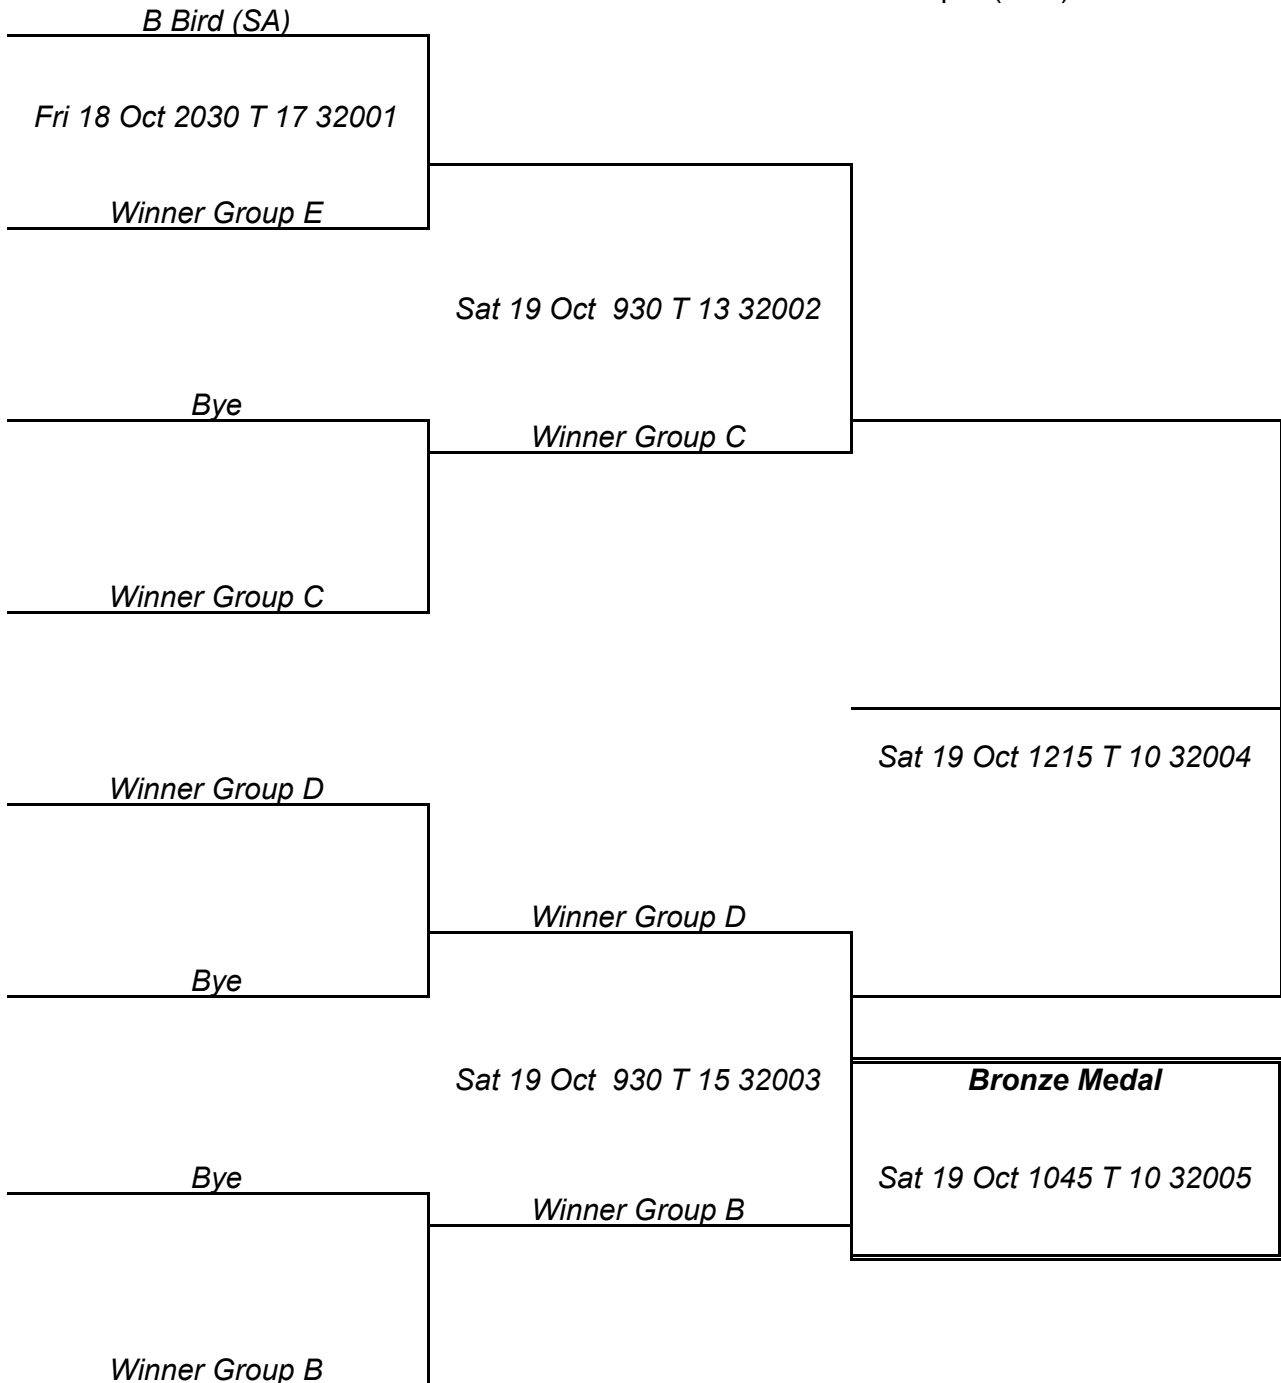 B Bird (SA)
Fri 18 Oct 2030 T 17 32001
Winner Group E
Sat 19 Oct 930 T 13 32002
Bye
Winner Group C
Winner Group C
Sat 19 Oct 1215 T 10 32004
Winner Group D
Winner Group D
Bye
Sat 19 Oct 930 T 15 32003
Bronze Medal
Bye
Sat 19 Oct 1045 T 10 32005
Winner Group B
Winner Group B